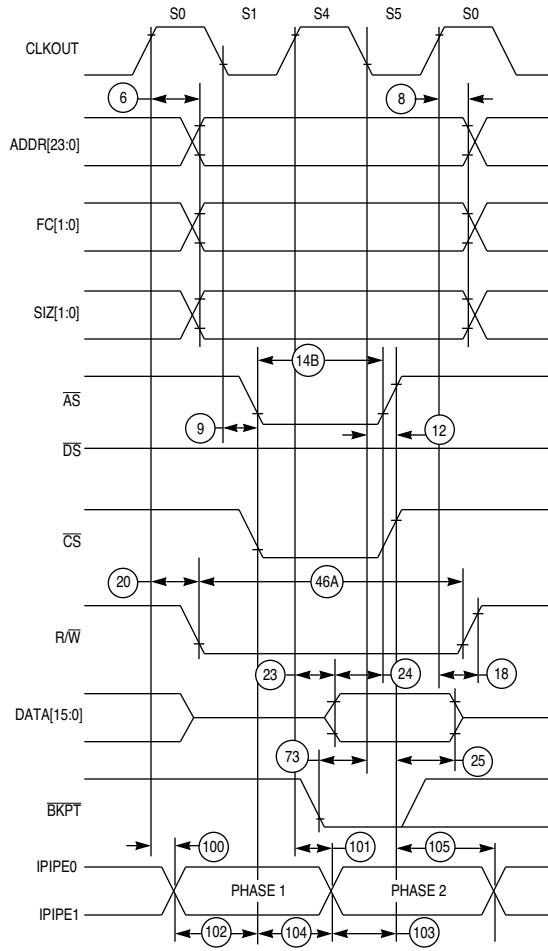 S0 S1 S4 S5 S0
CLKOUT
6 8
ADDR[23:0]
FC[1:0]
SIZ[1:0]
14B
AS
9 12
DS
CS
20 46A
R/W
23 24 18
DATA[15:0]
73 25
BKPT
100 101 105
IPIPE0
PHASE 1 PHASE 2
IPIPE1
102 104 103